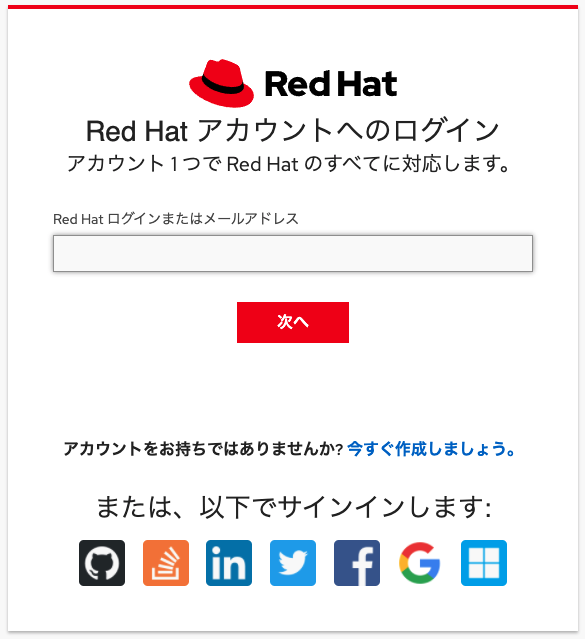 Red Hat
Red Hat アカウントへのログイン
アカウント 1 つで Red Hat のすべてに対応します。
Red Hat ログインまたはメールアドレス
次へ
アカウントをお持ちではありませんか? 今すぐ作成しましょう。
または、以下でサインインします:
in
f
G